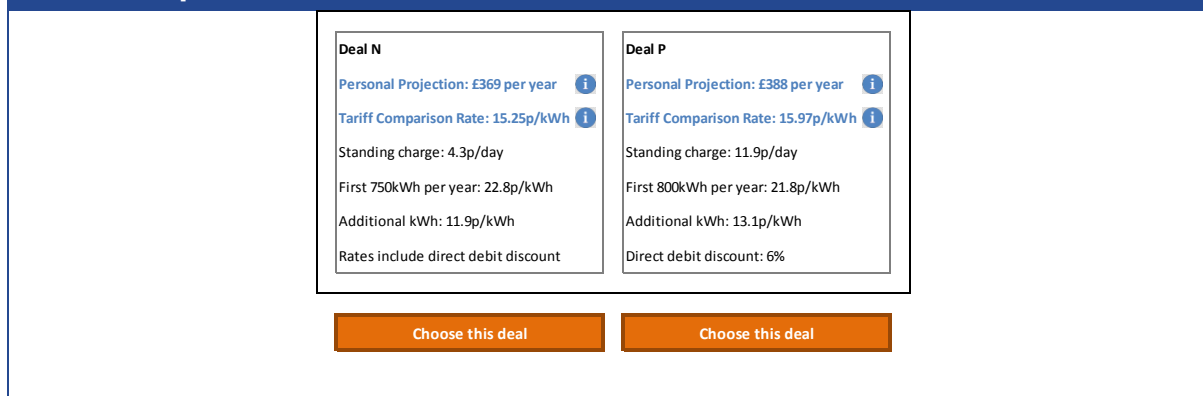 Deal N
Personal Projection: £369 per year i
Tariff Comparison Rate: 15.25p/kWh i
Standing charge: 4.3p/day
First 750kWh per year: 22.8p/kWh
Additional kWh: 11.9p/kWh
Rates include direct debit discount
Deal P
Personal Projection: £388 per year i
Tariff Comparison Rate: 15.97p/kWh i
Standing charge: 11.9p/day
First 800kWh per year: 21.8p/kWh
Additional kWh: 13.1p/kWh
Direct debit discount: 6%
Choose this deal
Choose this deal